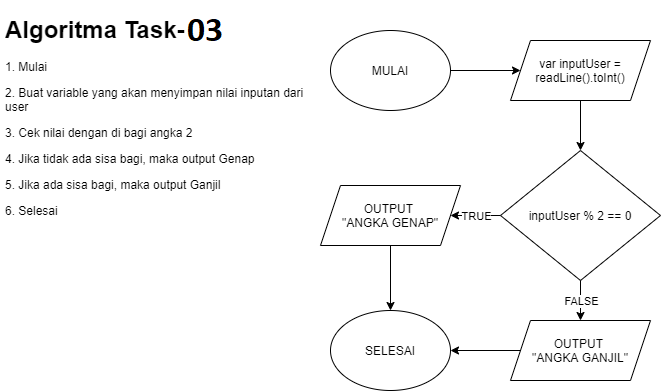 Algoritma Task-03
1. Mulai
2. Buat variable yang akan menyimpan nilai inputan dari
user
3. Cek nilai dengan di bagi angka 2
4. Jika tidak ada sisa bagi, maka output Genap
5. Jika ada sisa bagi, maka output Ganjil
6. Selesai
MULAI
var inputUser =
readLine().toInt()
inputUser % 2 == 0
TRUE
OUTPUT
"ANGKA GENAP"
FALSE
OUTPUT
"ANGKA GANJIL"
SELESAI